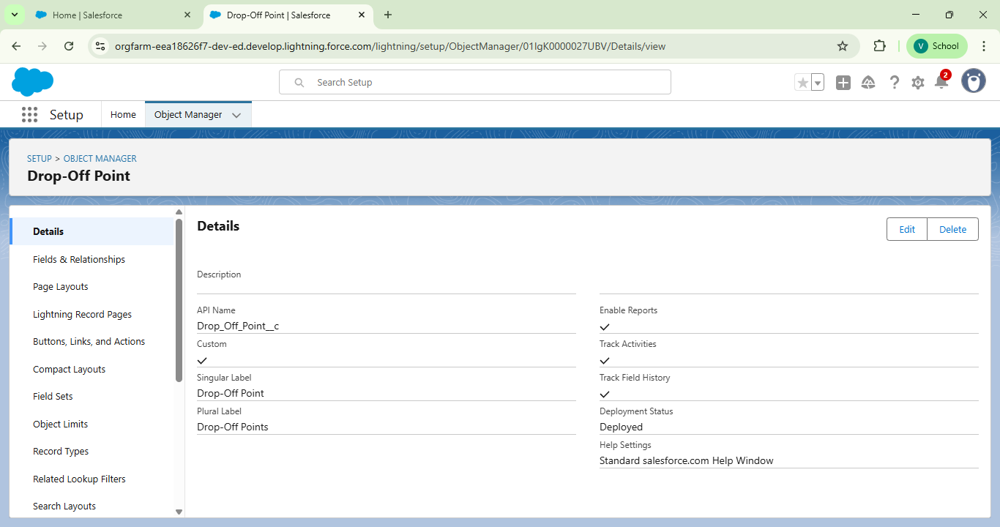 Home | Salesforce
Drop-Off Point | Salesforce
orgfarm-eea18626f7-dev-ed.develop.lightning.force.com/lightning/setup/ObjectManager/01IgK0000027UBV/Details/view
V
School
Search Setup
2
Setup
Home
Object Manager
SETUP > OBJECT MANAGER
Drop-Off Point
Details
Fields & Relationships
Page Layouts
Lightning Record Pages
Buttons, Links, and Actions
Compact Layouts
Field Sets
Object Limits
Record Types
Related Lookup Filters
Search Layouts
Details
Edit
Delete
Description
API Name
Drop_Off_Point__c
Custom
Singular Label
Drop-Off Point
Plural Label
Drop-Off Points
Enable Reports
Track Activities
Track Field History
Deployment Status
Deployed
Help Settings
Standard salesforce.com Help Window